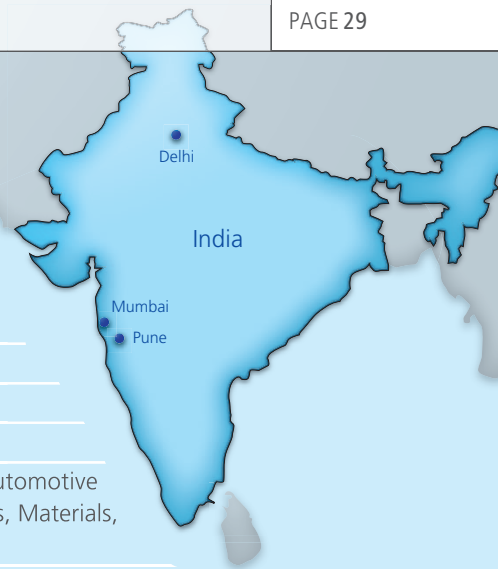 PAGE 29
Delhi
India
Mumbai
Pune
utomotive
s, Materials,